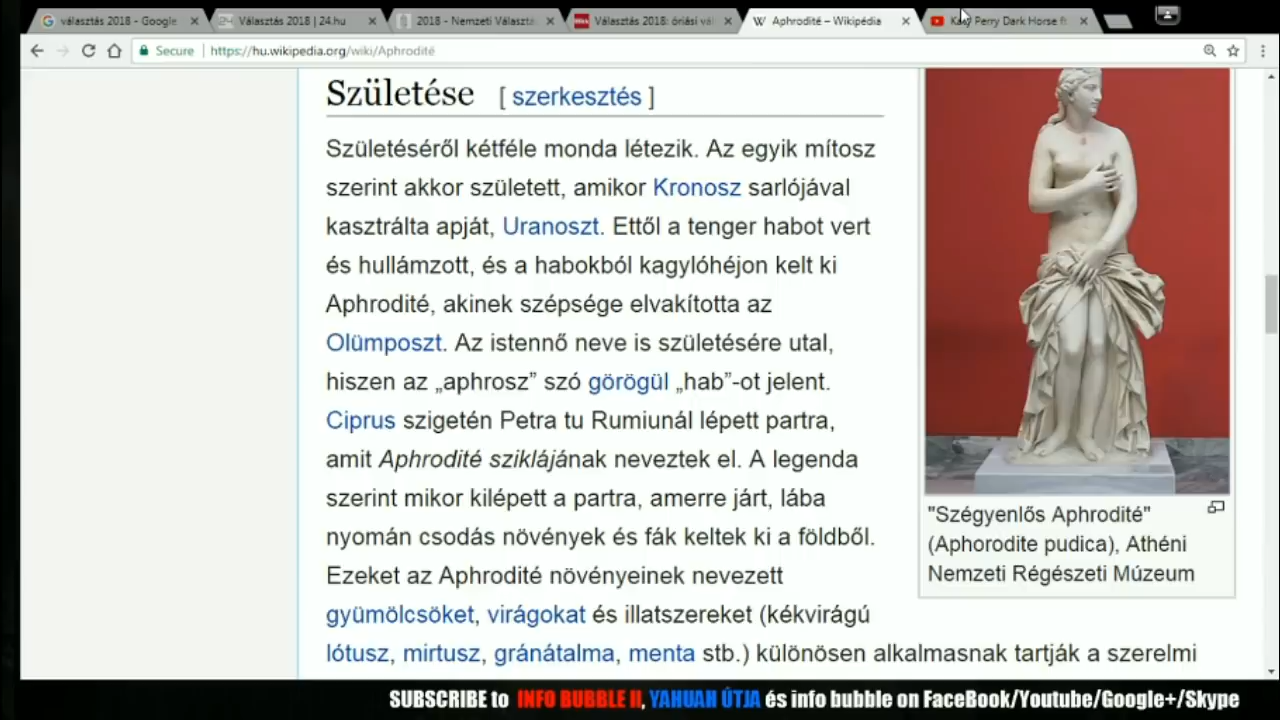 választás 2018 - Google
Választás 2018 | 24.hu
2018 - Nemzeti Választá
Választás 2018: óriási vá
Aphrodité – Wikipédia
Katy Perry Dark Horse ft
Secure | https://hu.wikipedia.org/wiki/Aphrodité
Születése [ szerkesztés ]
Születéséről kétféle monda létezik. Az egyik mítosz
szerint akkor született, amikor Kronosz sarlójával
kasztrálta apját, Uranoszt. Ettől a tenger habot vert
és hullámzott, és a habokból kagylóhéjon kelt ki
Aphrodité, akinek szépsége elvakította az
Olümposzt. Az istennő neve is születésére utal,
hiszen az „aphrosz” szó görögül „hab”-ot jelent.
Ciprus szigetén Petra tu Rumiunál lépett partra,
amit Aphrodité sziklájának neveztek el. A legenda
szerint mikor kilépett a partra, amerre járt, lába
nyomán csodás növények és fák keltek ki a földből.
Ezeket az Aphrodité növényeinek nevezett
gyümölcsöket, virágokat és illatszereket (kékvirágú
lótusz, mirtusz, gránátalma, menta stb.) különösen alkalmasnak tartják a szerelmi
"Szégyenlős Aphrodité"
(Aphorodite pudica), Athéni
Nemzeti Régészeti Múzeum
SUBSCRIBE to INFO BUBBLE II, YAHUAH ÚTJA és info bubble on FaceBook/Youtube/Google+/Skype